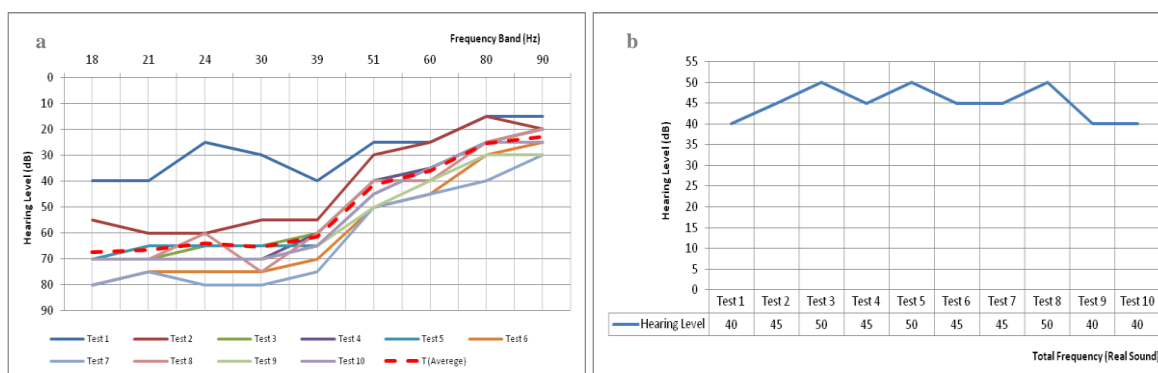 a
Frequency Band (Hz)
18 21 24 30 39 51 60 80 90
Hearing Level (dB)
0
10
20
30
40
50
60
70
80
90
Test 1 Test 2 Test 3 Test 4 Test 5 Test 6
Test 7 Test 8 Test 9 Test 10 T(Averege)
b
Hearing Level (dB)
55
50
45
40
35
30
25
20
15
10
5
0
Test 1 Test 2 Test 3 Test 4 Test 5 Test 6 Test 7 Test 8 Test 9 Test 10
Hearing Level 40 45 50 45 50 45 45 50 40 40
Total Frequency (Real Sound)